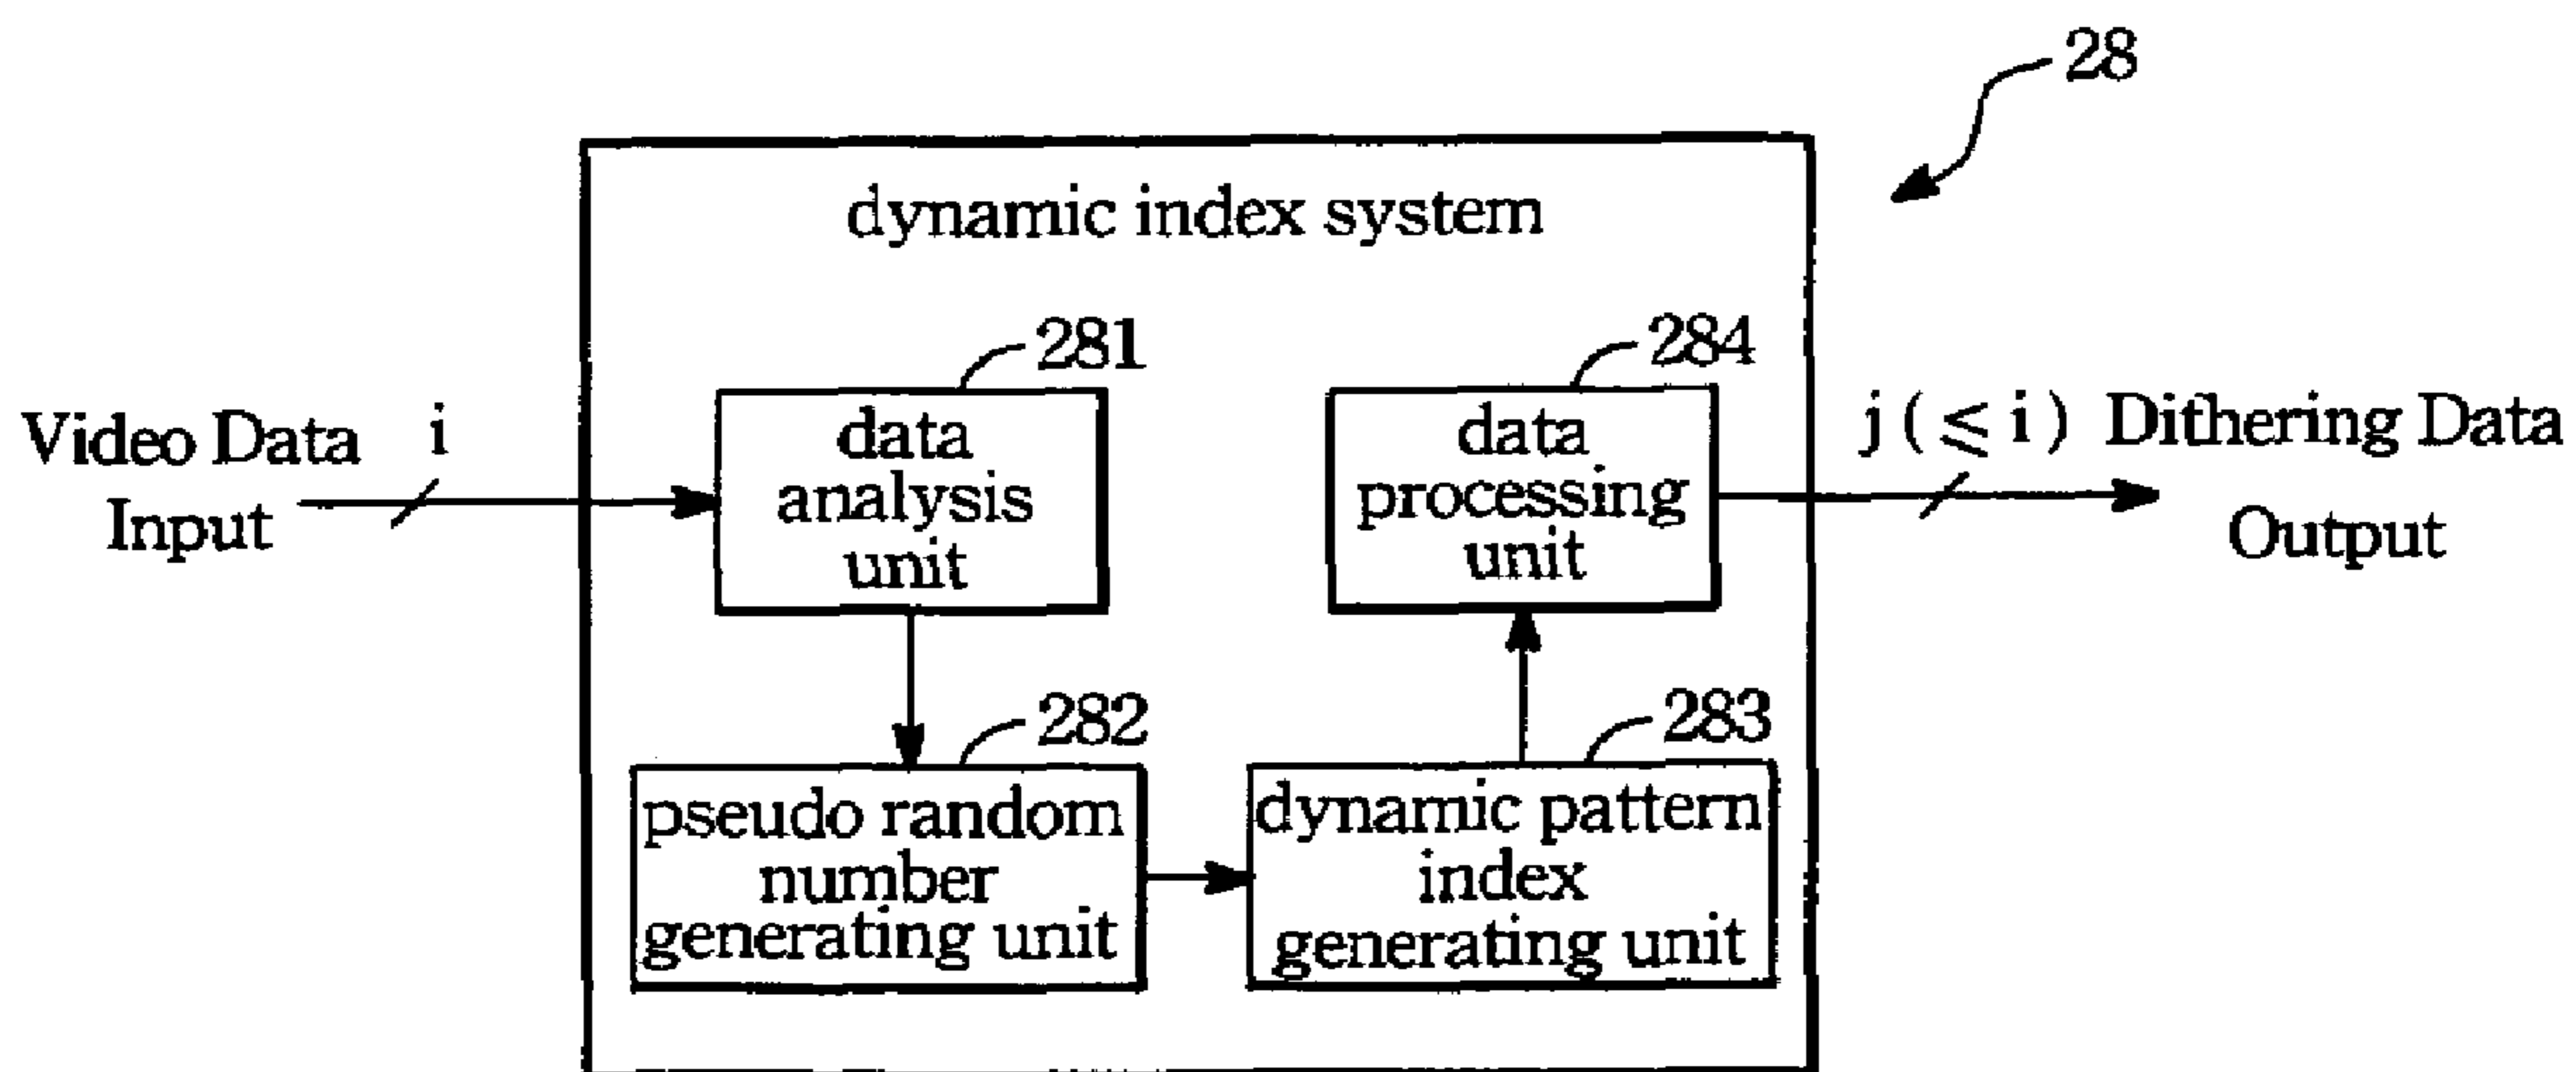 28
dynamic index system
281
284
Video Data
Input
i
data
analysis
unit
data
processing
unit
j (≦ i) Dithering Data
Output
282
283
pseudo random
number
generating unit
dynamic pattern
index
generating unit